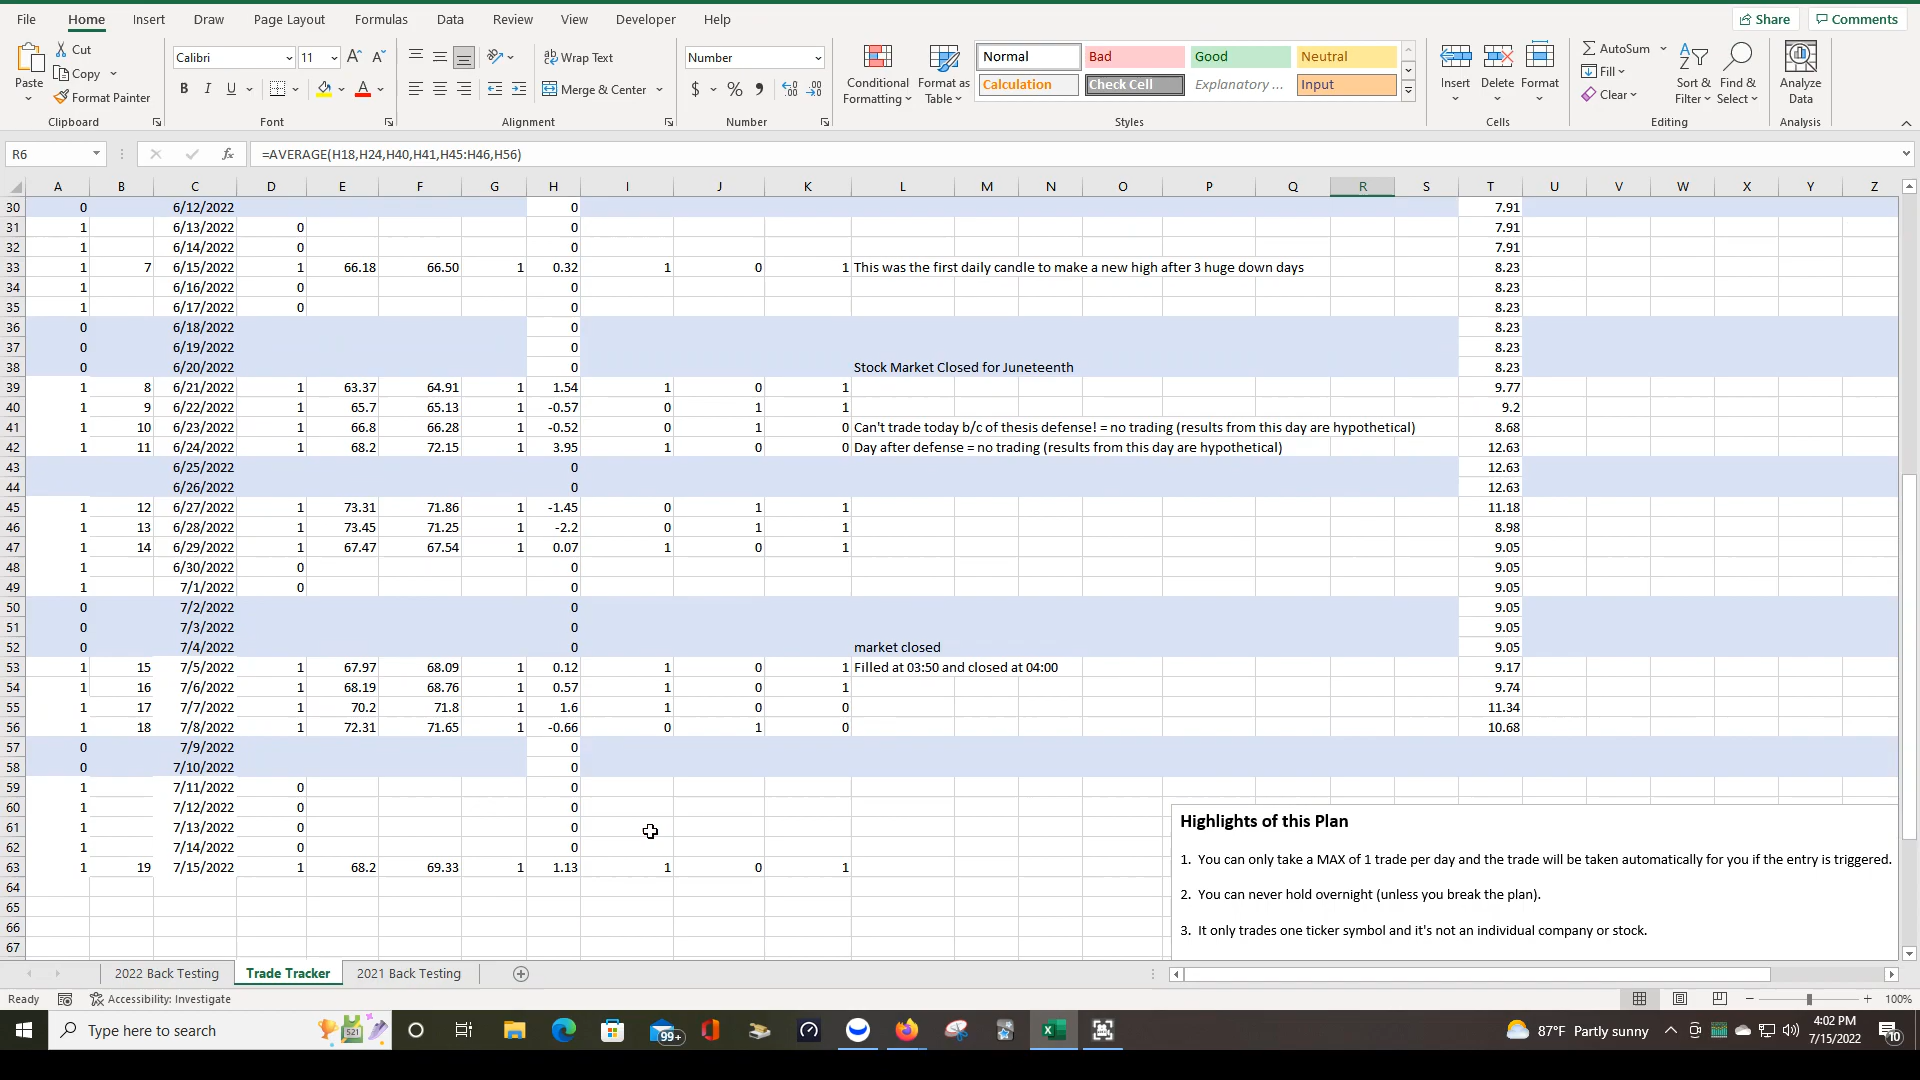 File Home Insert Draw Page Layout Formulas Data Review View Developer Help Share Comments
Paste Cut Copy Format Painter Clipboard
Calibri 11 A A B I U A Font
Wrap Text Merge & Center Alignment
Number $ % 9 Number
Conditional Formatting Format as Table
Normal Bad Good Neutral
Calculation Check Cell Explanatory ... Input
Styles
Insert Delete Format Cells
AutoSum Fill Clear Sort & Filter Find & Select Editing
Analyze Data Analysis
R6 fx =AVERAGE(H18,H24,H40,H41,H45:H46,H56)
A B C D E F G H I J K L M N O P Q R S T U V W X Y Z
30 0 6/12/2022 0 7.91
31 1 6/13/2022 0 0 7.91
32 1 6/14/2022 0 0 7.91
33 1 7 6/15/2022 1 66.18 66.50 1 0.32 1 0 1 This was the first daily candle to make a new high after 3 huge down days 8.23
34 1 6/16/2022 0 0 8.23
35 1 6/17/2022 0 0 8.23
36 0 6/18/2022 0 8.23
37 0 6/19/2022 0 8.23
38 0 6/20/2022 0 Stock Market Closed for Juneteenth 8.23
39 1 8 6/21/2022 1 63.37 64.91 1 1.54 1 0 1 9.77
40 1 9 6/22/2022 1 65.7 65.13 1 -0.57 0 1 1 9.2
41 1 10 6/23/2022 1 66.8 66.28 1 -0.52 0 1 0 Can't trade today b/c of thesis defense! = no trading (results from this day are hypothetical) 8.68
42 1 11 6/24/2022 1 68.2 72.15 1 3.95 1 0 0 Day after defense = no trading (results from this day are hypothetical) 12.63
43 6/25/2022 0 12.63
44 6/26/2022 0 12.63
45 1 12 6/27/2022 1 73.31 71.86 1 -1.45 0 1 1 11.18
46 1 13 6/28/2022 1 73.45 71.25 1 -2.2 0 1 1 8.98
47 1 14 6/29/2022 1 67.47 67.54 1 0.07 1 0 1 9.05
48 1 6/30/2022 0 0 9.05
49 1 7/1/2022 0 0 9.05
50 0 7/2/2022 0 9.05
51 0 7/3/2022 0 9.05
52 0 7/4/2022 0 market closed 9.05
53 1 15 7/5/2022 1 67.97 68.09 1 0.12 1 0 1 Filled at 03:50 and closed at 04:00 9.17
54 1 16 7/6/2022 1 68.19 68.76 1 0.57 1 0 1 9.74
55 1 17 7/7/2022 1 70.2 71.8 1 1.6 1 0 0 11.34
56 1 18 7/8/2022 1 72.31 71.65 1 -0.66 0 1 0 10.68
57 0 7/9/2022 0
58 0 7/10/2022 0
59 1 7/11/2022 0 0
60 1 7/12/2022 0 0
61 1 7/13/2022 0 0
62 1 7/14/2022 0 0
63 1 19 7/15/2022 1 68.2 69.33 1 1.13 1 0 1
64
65
66
67
Highlights of this Plan
1. You can only take a MAX of 1 trade per day and the trade will be taken automatically for you if the entry is triggered.
2. You can never hold overnight (unless you break the plan).
3. It only trades one ticker symbol and it's not an individual company or stock.
2022 Back Testing Trade Tracker 2021 Back Testing
Ready Accessibility: Investigate 100%
Type here to search 99+ 87°F Partly sunny 4:02 PM
7/15/2022 10